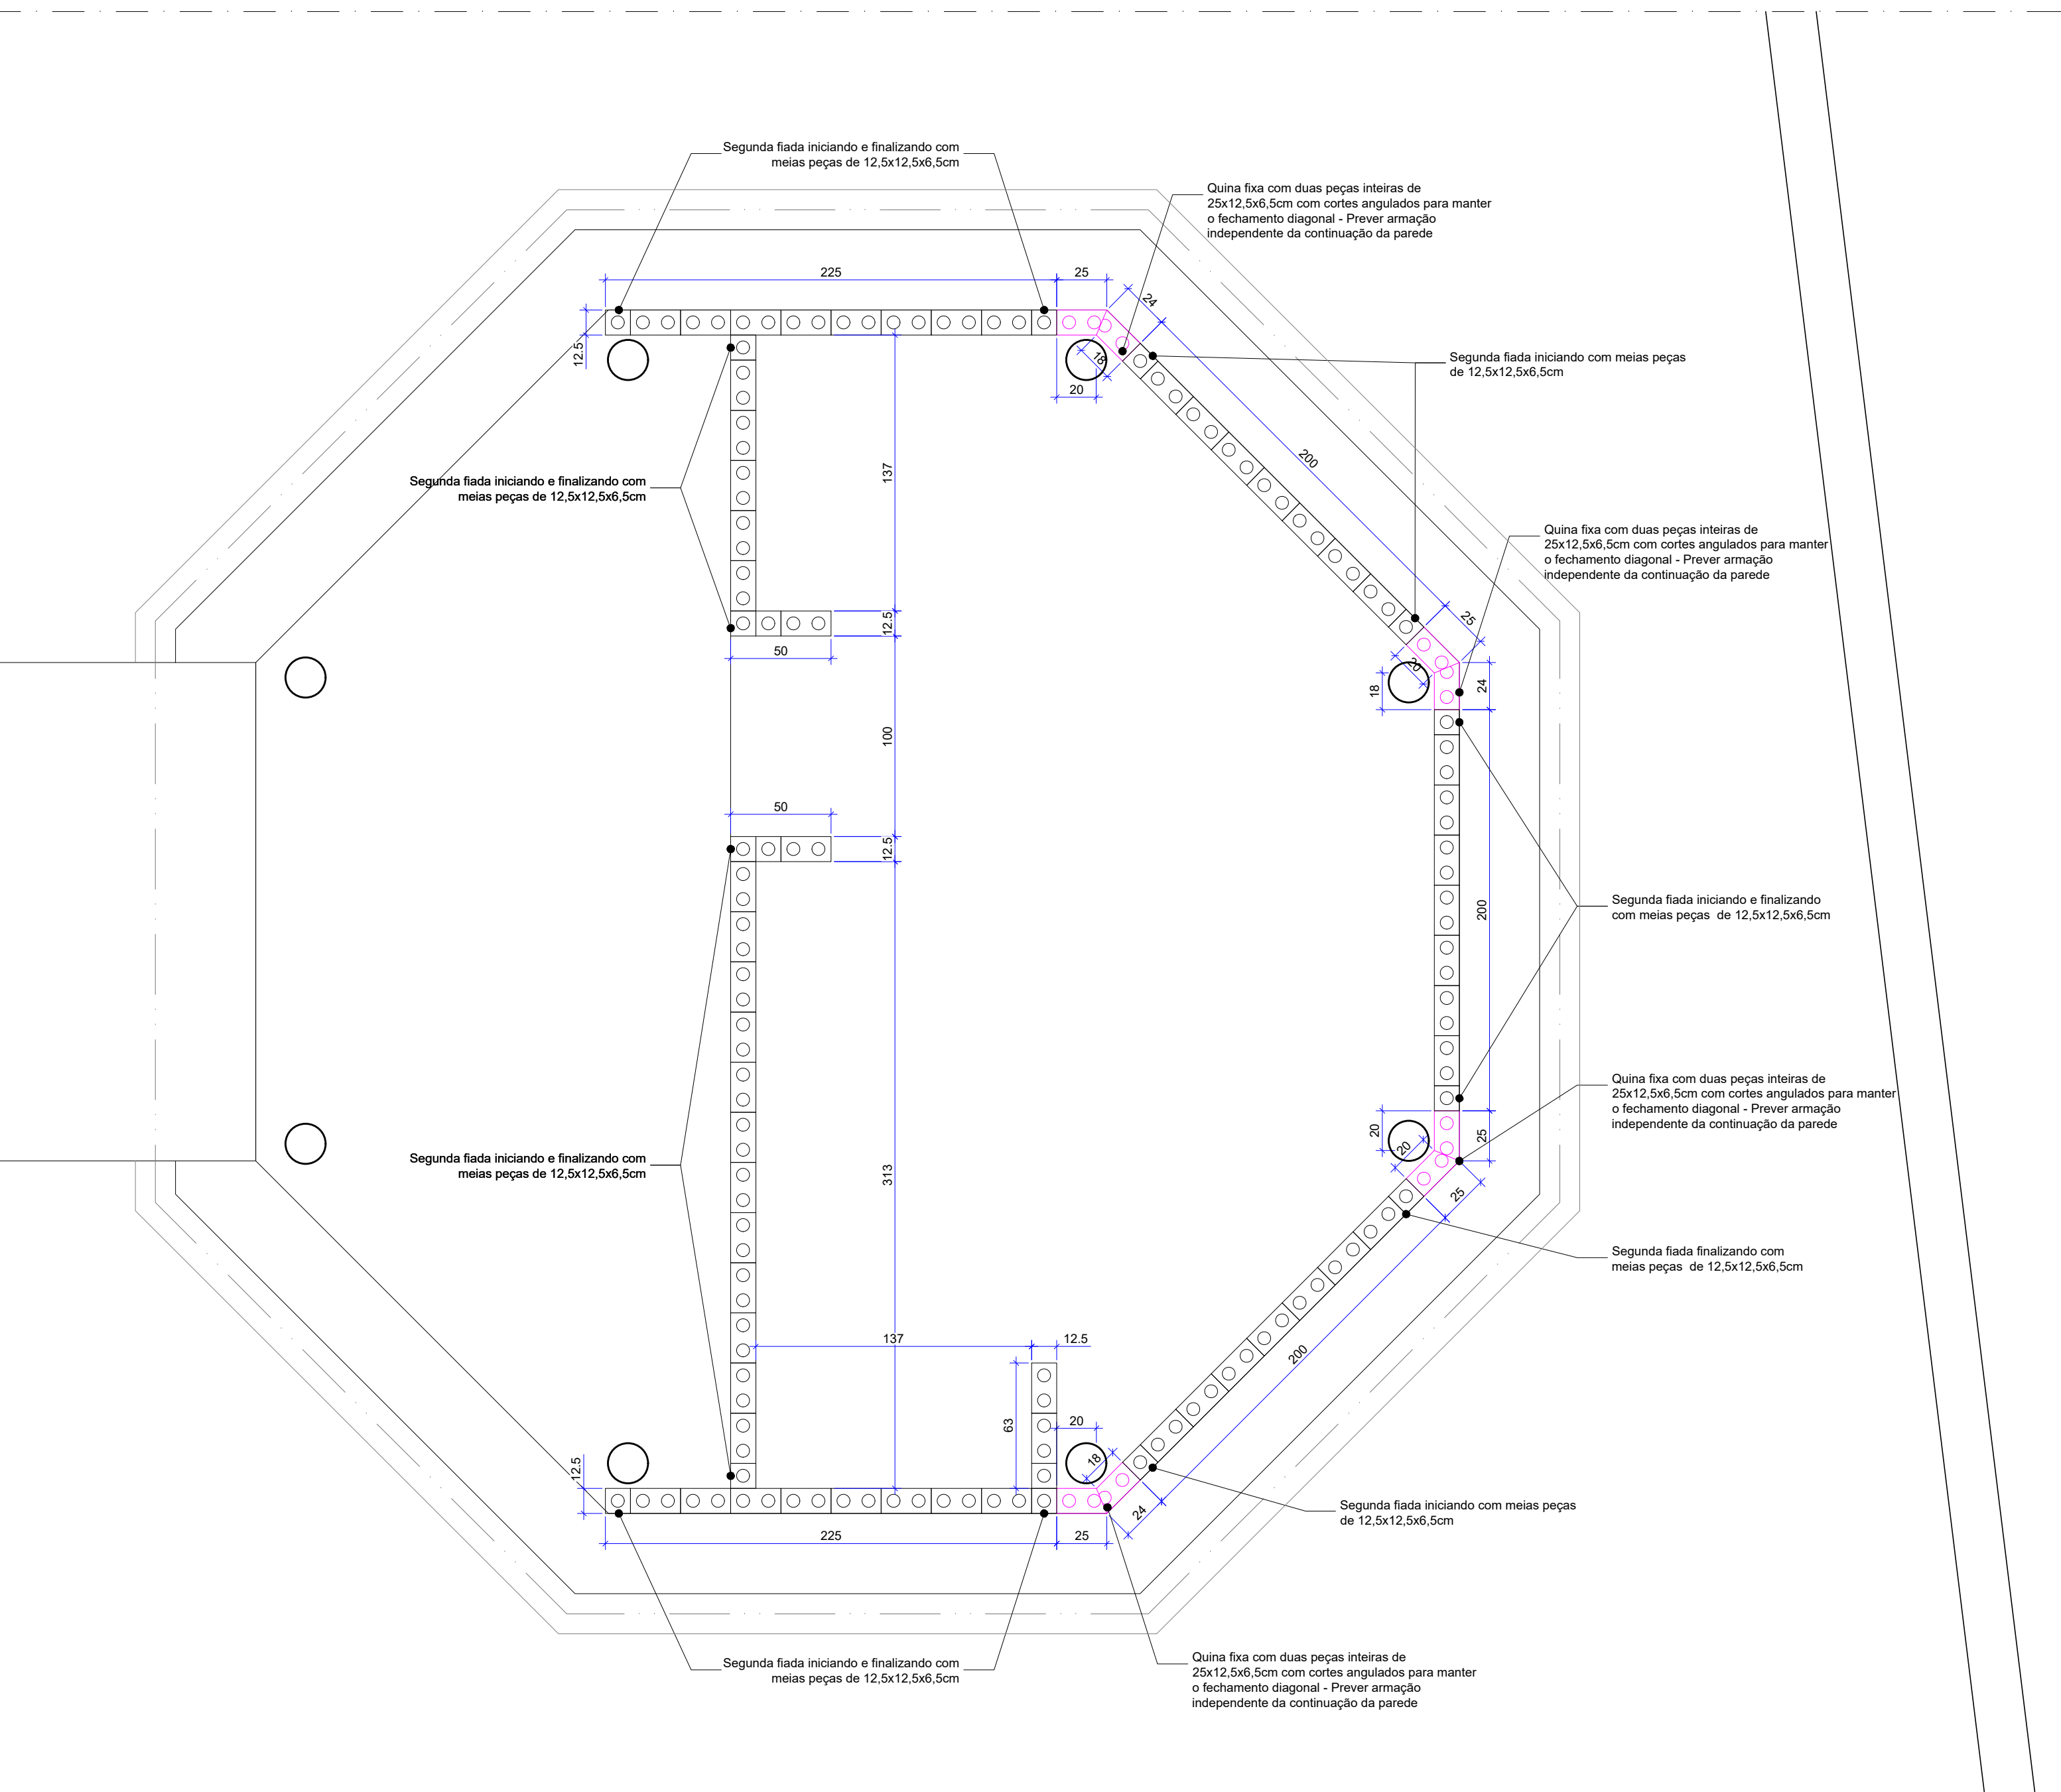 Segunda fiada iniciando e finalizando com
meias peças de 12,5x12,5x6,5cm
Quina fixa com duas peças inteiras de
25x12,5x6,5cm com cortes angulados para manter
o fechamento diagonal - Prever armação
independente da continuação da parede
225
25
24
12.5
18
20
Segunda fiada iniciando com meias peças
de 12,5x12,5x6,5cm
137
200
Segunda fiada iniciando e finalizando com
meias peças de 12,5x12,5x6,5cm
Quina fixa com duas peças inteiras de
25x12,5x6,5cm com cortes angulados para manter
o fechamento diagonal - Prever armação
independente da continuação da parede
12.5
25
50
20
18
24
100
50
12.5
200
Segunda fiada iniciando e finalizando
com meias peças  de 12,5x12,5x6,5cm
Quina fixa com duas peças inteiras de
25x12,5x6,5cm com cortes angulados para manter
o fechamento diagonal - Prever armação
independente da continuação da parede
20
20
25
25
Segunda fiada iniciando e finalizando com
meias peças de 12,5x12,5x6,5cm
313
Segunda fiada finalizando com
meias peças  de 12,5x12,5x6,5cm
137
12.5
200
63
20
18
12.5
24
Segunda fiada iniciando com meias peças
de 12,5x12,5x6,5cm
225
25
Segunda fiada iniciando e finalizando com
meias peças de 12,5x12,5x6,5cm
Quina fixa com duas peças inteiras de
25x12,5x6,5cm com cortes angulados para manter
o fechamento diagonal - Prever armação
independente da continuação da parede